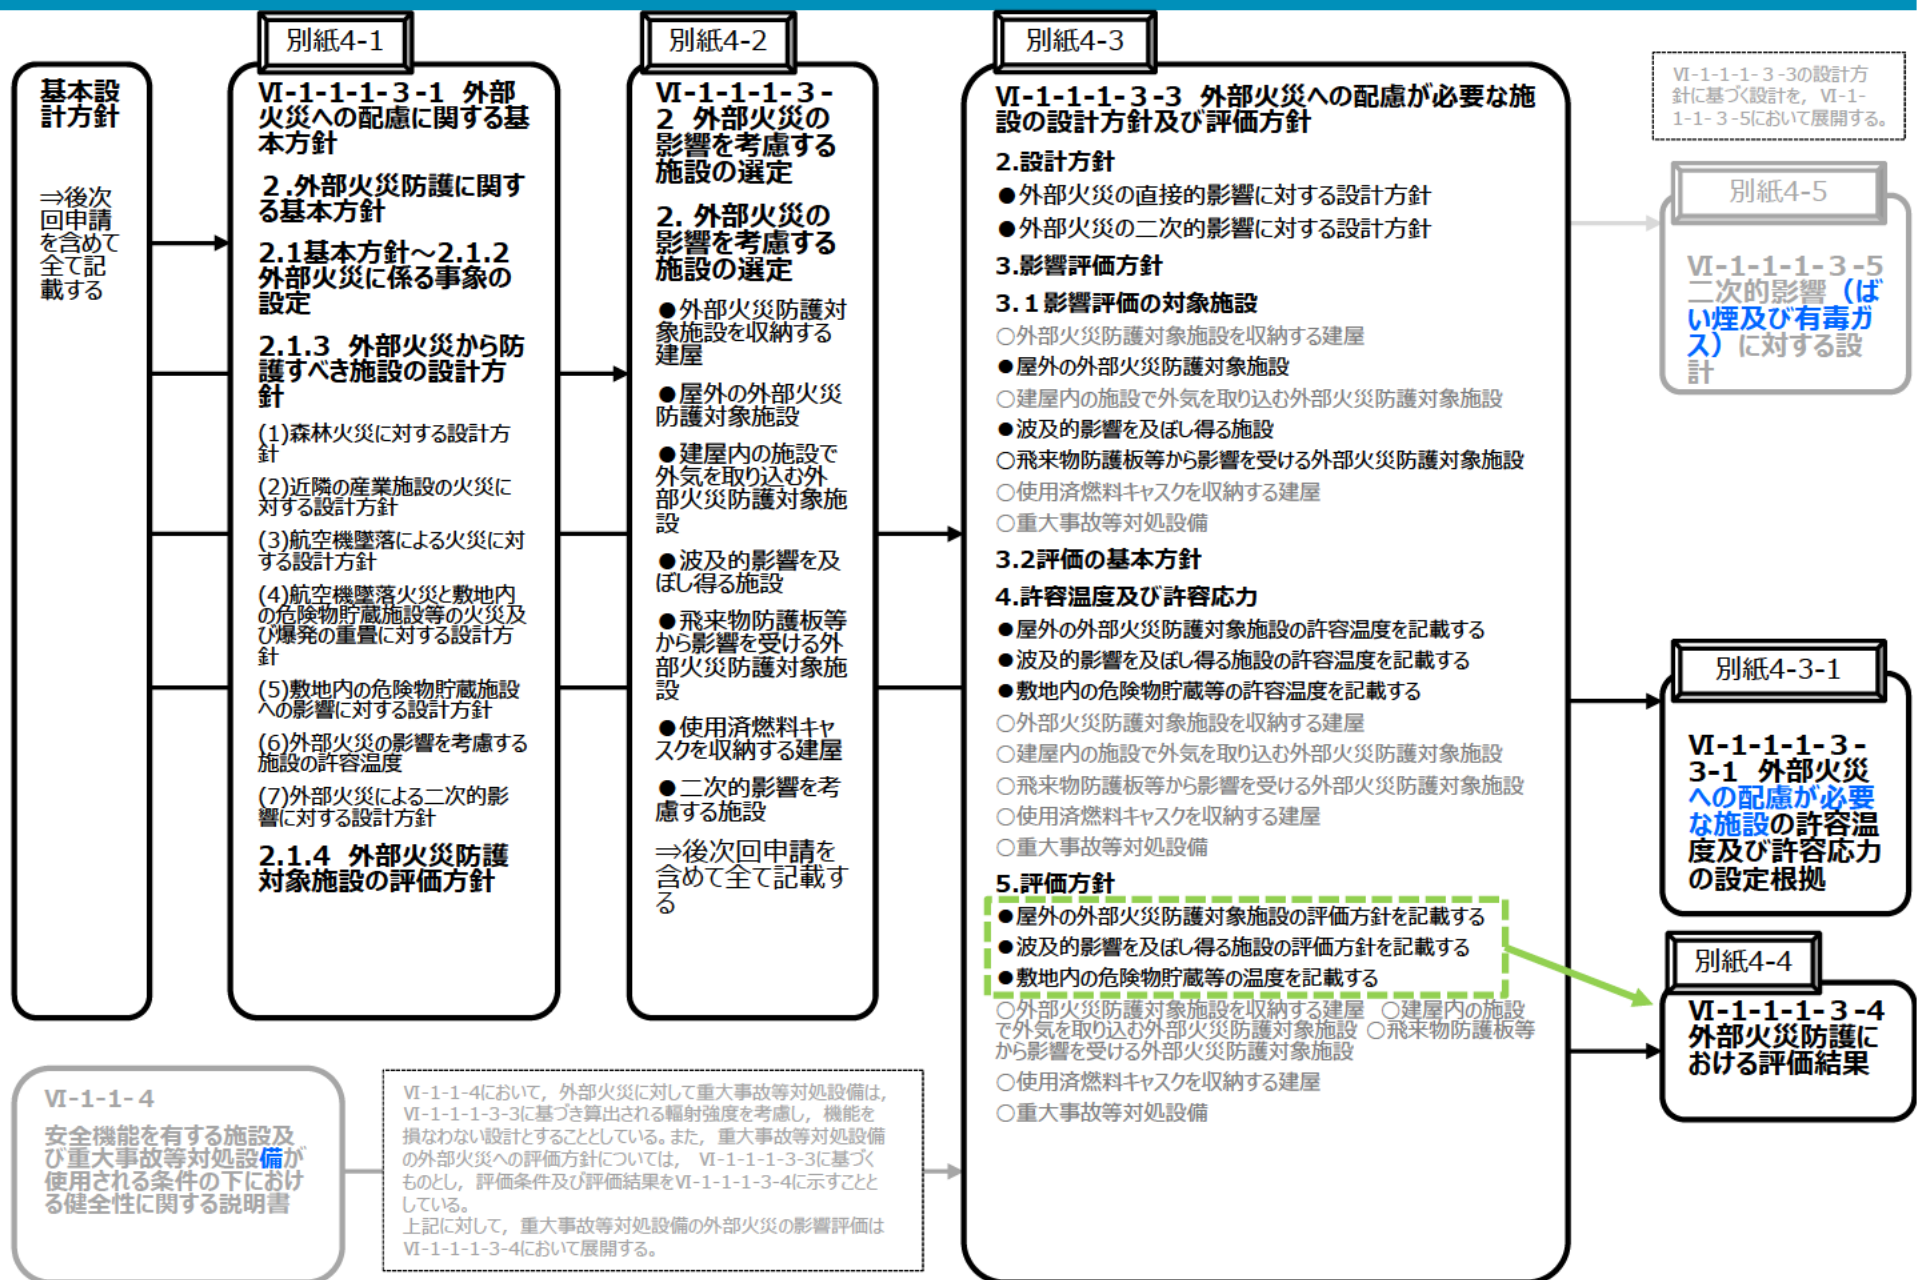 基本設
計方針
⇒後次
回申請
を含めて
全て記
載する
別紙4-1
Ⅵ-1-1-1-３-1 外部
火災への配慮に関する基
本方針
２.外部火災防護に関す
る基本方針
2.1基本方針～2.1.2
外部火災に係る事象の
設定
2.1.3 外部火災から防
護すべき施設の設計方
針
(1)森林火災に対する設計方
針
(2)近隣の産業施設の火災に
対する設計方針
(3)航空機墜落による火災に対
する設計方針
(4)航空機墜落火災と敷地内
の危険物貯蔵施設等の火災及
び爆発の重畳に対する設計方
針
(5)敷地内の危険物貯蔵施設
への影響に対する設計方針
(6)外部火災の影響を考慮する
施設の許容温度
(7)外部火災による二次的影
響に対する設計方針
2.1.4 外部火災防護
対象施設の評価方針
別紙4-2
Ⅵ-1-1-1-３-
2 外部火災の
影響を考慮する
施設の選定
2. 外部火災の
影響を考慮する
施設の選定
●外部火災防護対
象施設を収納する
建屋
●屋外の外部火災
防護対象施設
●建屋内の施設で
外気を取り込む外
部火災防護対象施
設
●波及的影響を及
ぼし得る施設
●飛来物防護板等
から影響を受ける外
部火災防護対象施
設
●使用済燃料キャ
スクを収納する建屋
●二次的影響を考
慮する施設
⇒後次回申請を
含めて全て記載す
る
別紙4-3
Ⅵ-1-1-1-３-３ 外部火災への配慮が必要な施
設の設計方針及び評価方針
2.設計方針
●外部火災の直接的影響に対する設計方針
●外部火災の二次的影響に対する設計方針
3.影響評価方針
3.１影響評価の対象施設
○外部火災防護対象施設を収納する建屋
●屋外の外部火災防護対象施設
○建屋内の施設で外気を取り込む外部火災防護対象施設
●波及的影響を及ぼし得る施設
○飛来物防護板等から影響を受ける外部火災防護対象施設
○使用済燃料キャスクを収納する建屋
○重大事故等対処設備
3.2評価の基本方針
4.許容温度及び許容応力
●屋外の外部火災防護対象施設の許容温度を記載する
●波及的影響を及ぼし得る施設の許容温度を記載する
●敷地内の危険物貯蔵等の許容温度を記載する
○外部火災防護対象施設を収納する建屋
○建屋内の施設で外気を取り込む外部火災防護対象施設
○飛来物防護板等から影響を受ける外部火災防護対象施設
○使用済燃料キャスクを収納する建屋
○重大事故等対処設備
5.評価方針
●屋外の外部火災防護対象施設の評価方針を記載する
●波及的影響を及ぼし得る施設の評価方針を記載する
●敷地内の危険物貯蔵等の温度を記載する
○外部火災防護対象施設を収納する建屋 ○建屋内の施設
で外気を取り込む外部火災防護対象施設 ○飛来物防護板等
から影響を受ける外部火災防護対象施設
○使用済燃料キャスクを収納する建屋
○重大事故等対処設備
Ⅵ-1-1-1-３-3の設計方
針に基づく設計を，Ⅵ-1-
1-1-３-5において展開する。
別紙4-5
Ⅵ-1-1-1-３-5
二次的影響（ば
い煙及び有毒ガ
ス）に対する設
計
別紙4-3-1
Ⅵ-1-1-1-３-
3-1 外部火災
への配慮が必要
な施設の許容温
度及び許容応力
の設定根拠
別紙4-4
Ⅵ-1-1-1-３-4
外部火災防護に
おける評価結果
Ⅵ-1-1-４
安全機能を有する施設及
び重大事故等対処設備が
使用される条件の下におけ
る健全性に関する説明書
Ⅵ-1-1-4において，外部火災に対して重大事故等対処設備は，
Ⅵ-1-1-1-3-3に基づき算出される輻射強度を考慮し，機能を
損なわない設計とすることとしている。また，重大事故等対処設備
の外部火災への評価方針については， Ⅵ-1-1-1-3-3に基づく
ものとし，評価条件及び評価結果をⅥ-1-1-1-3-4に示すことと
している。
上記に対して，重大事故等対処設備の外部火災の影響評価は
Ⅵ-1-1-1-3-4において展開する。